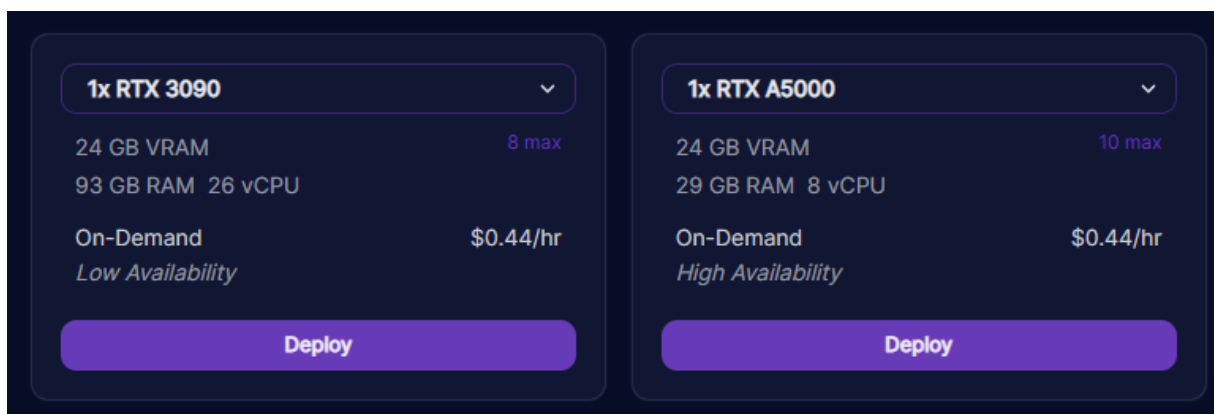 1x RTX 3090
24 GB VRAM 8 max
93 GB RAM 26 vCPU
On-Demand $0.44/hr
Low Availability
Deploy
1x RTX A5000
24 GB VRAM 10 max
29 GB RAM 8 vCPU
On-Demand $0.44/hr
High Availability
Deploy